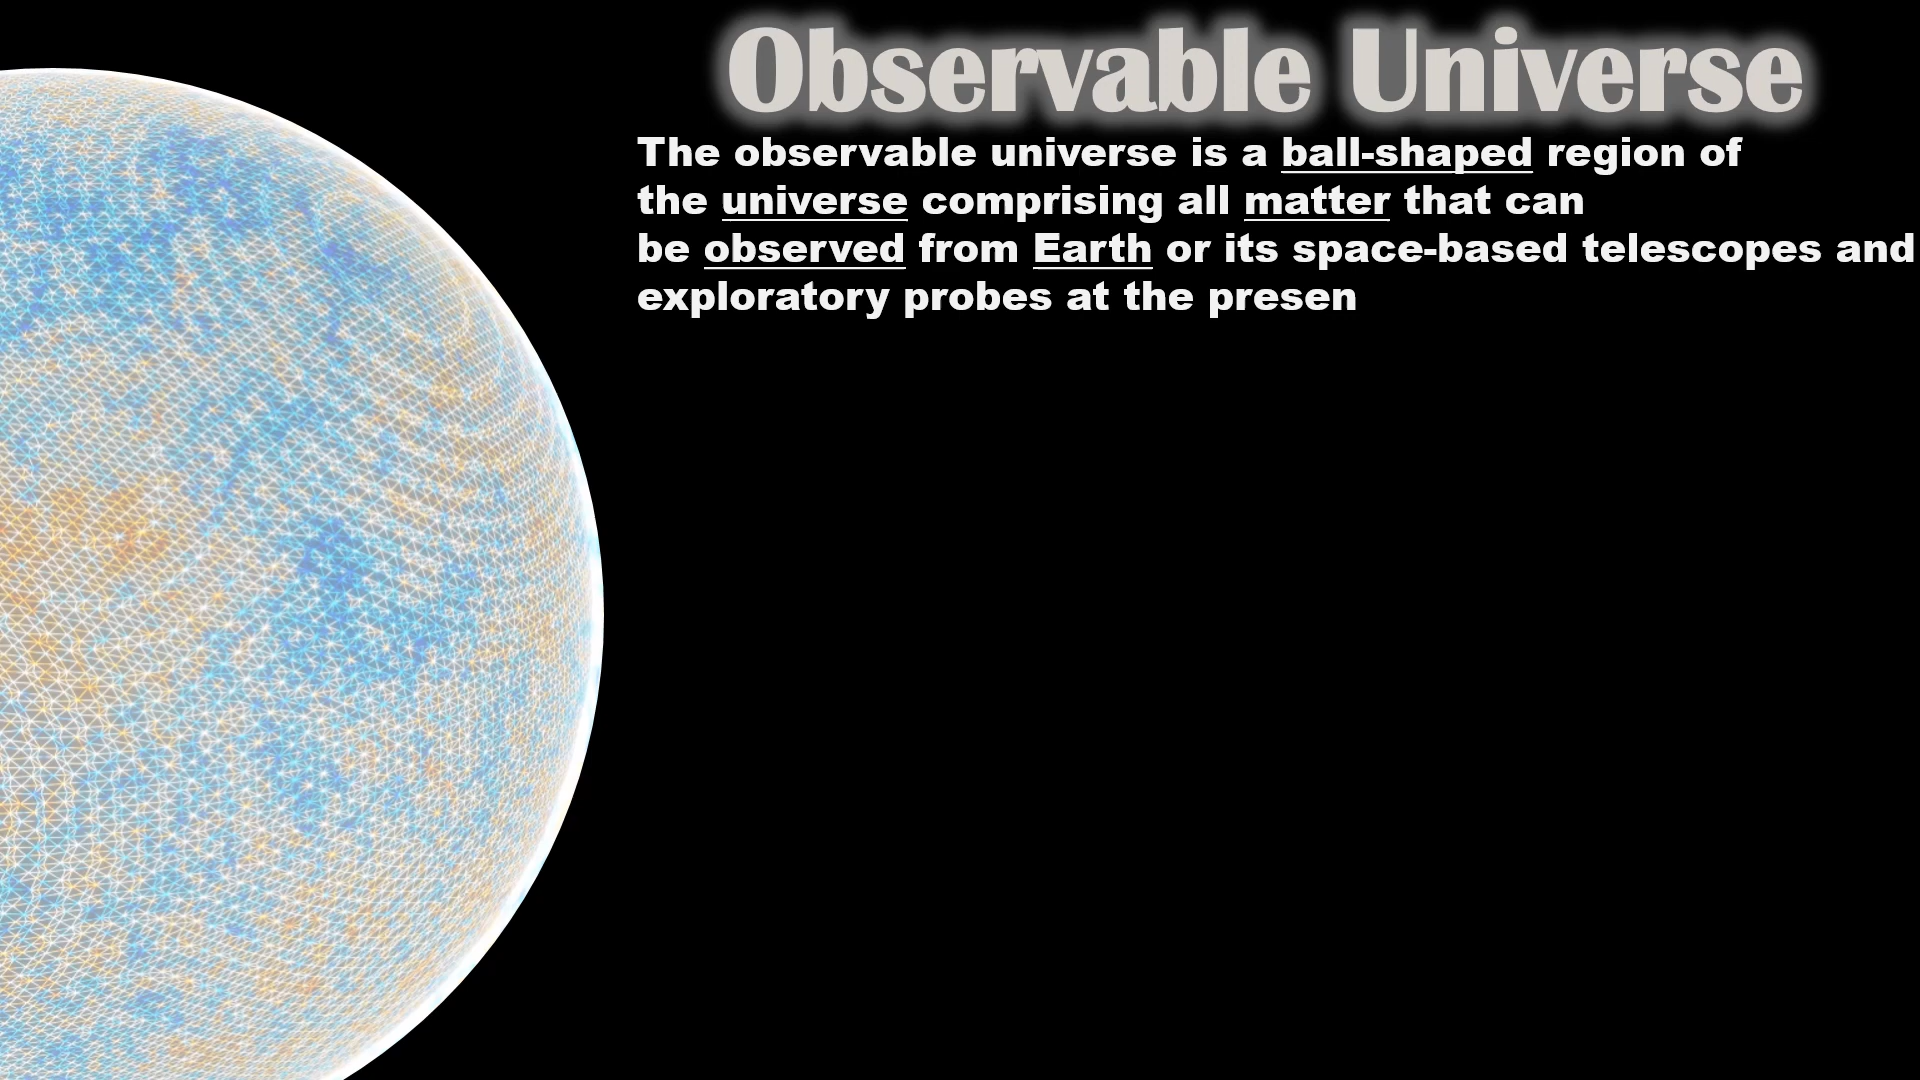 Observable Universe
The observable universe is a ball-shaped region of
the universe comprising all matter that can
be observed from Earth or its space-based telescopes and
exploratory probes at the presen